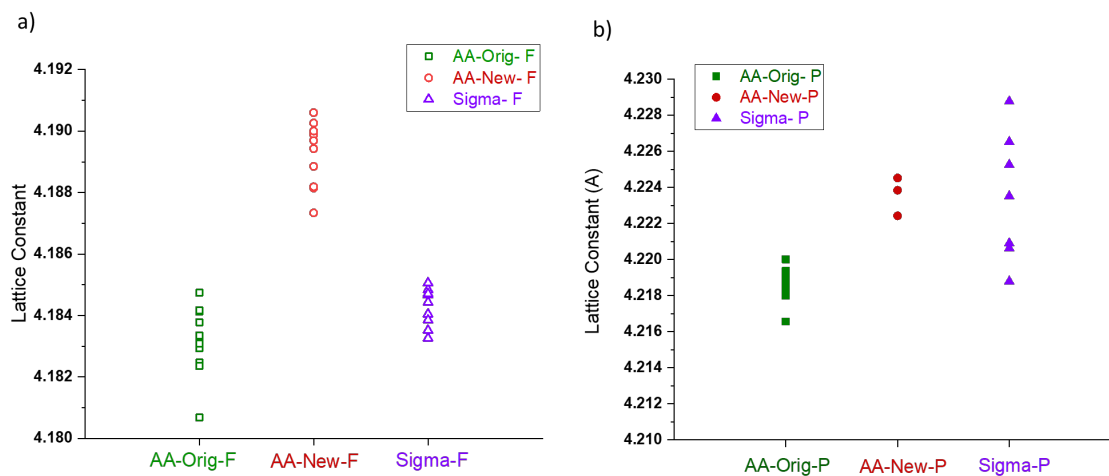 a)
AA-Orig- F
AA-New- F
Sigma- F
4.192
4.190
4.188
4.186
4.184
4.182
4.180
Lattice Constant
AA-Orig-F
AA-New-F
Sigma-F
b)
AA-Orig- P
AA-New-P
Sigma- P
4.230
4.228
4.226
4.224
4.222
4.220
4.218
4.216
4.214
4.212
4.210
Lattice Constant (A)
AA-Orig-P
AA-New-P
Sigma-P